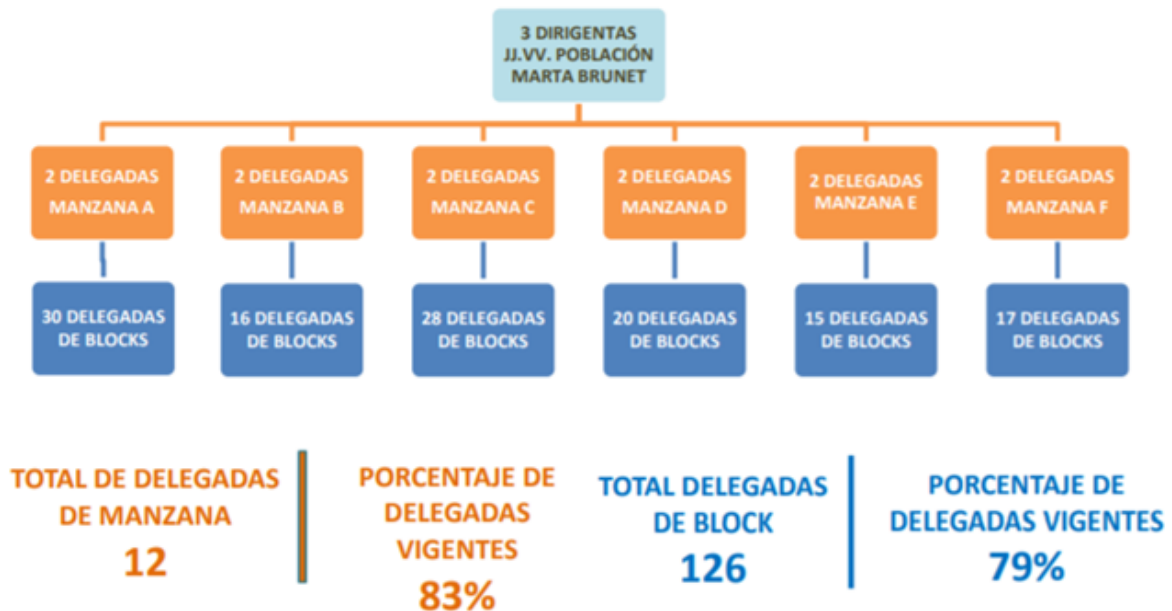 3 DIRIGENTAS
JJ.VV. POBLACIÓN
MARTA BRUNET
2 DELEGADAS
MANZANA A
2 DELEGADAS
MANZANA B
2 DELEGADAS
MANZANA C
2 DELEGADAS
MANZANA D
2 DELEGADAS
MANZANA E
2 DELEGADAS
MANZANA F
30 DELEGADAS
DE BLOCKS
16 DELEGADAS
DE BLOCKS
28 DELEGADAS
DE BLOCKS
20 DELEGADAS
DE BLOCKS
15 DELEGADAS
DE BLOCKS
17 DELEGADAS
DE BLOCKS
TOTAL DE DELEGADAS
DE MANZANA
12
PORCENTAJE DE
DELEGADAS
VIGENTES
83%
TOTAL DELEGADAS
DE BLOCK
126
PORCENTAJE DE
DELEGADAS VIGENTES
79%